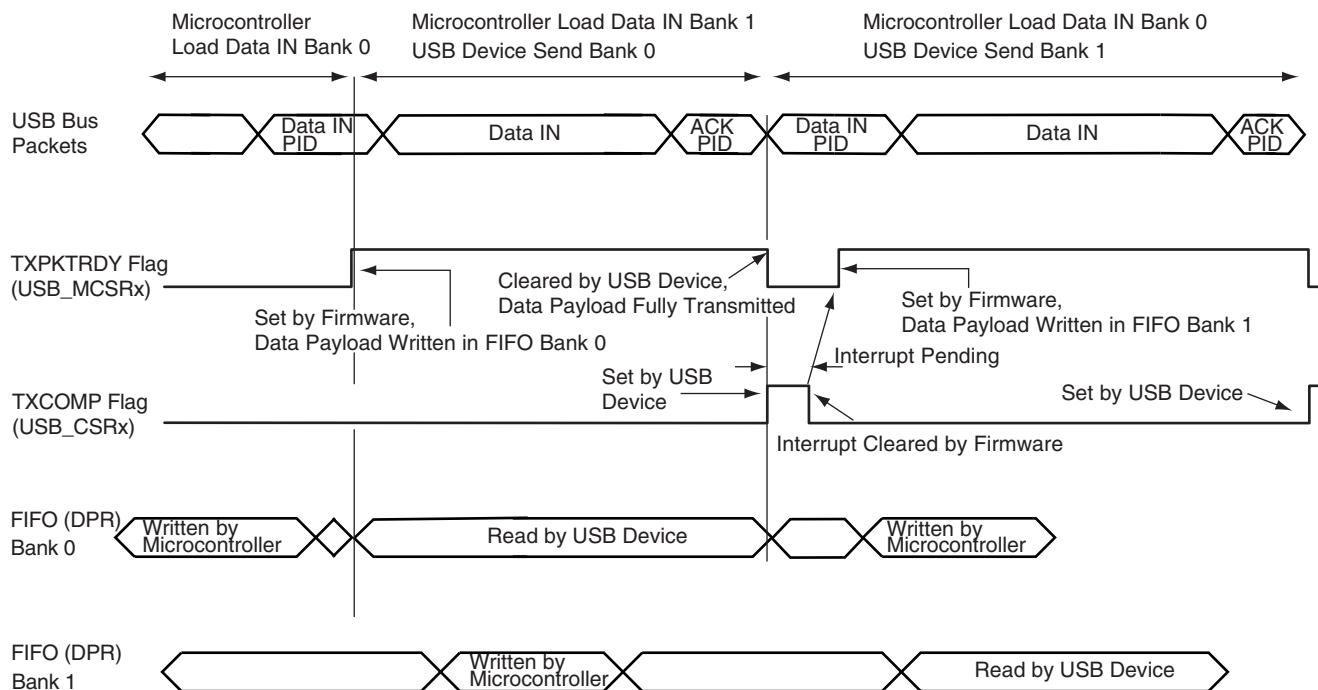 Microcontroller
Load Data IN Bank 0
Microcontroller Load Data IN Bank 1
USB Device Send Bank 0
Microcontroller Load Data IN Bank 0
USB Device Send Bank 1
USB Bus
Packets
Data IN
PID
Data IN
ACK
PID
Data IN
PID
Data IN
ACK
PID
TXPKTRDY Flag
(USB_MCSRx)
Set by Firmware,
Data Payload Written in FIFO Bank 0
Cleared by USB Device,
Data Payload Fully Transmitted
Set by Firmware,
Data Payload Written in FIFO Bank 1
Interrupt Pending
TXCOMP Flag
(USB_CSRx)
Set by USB
Device
Set by USB Device
Interrupt Cleared by Firmware
FIFO (DPR)
Bank 0
Written by
Microcontroller
Read by USB Device
Written by
Microcontroller
FIFO (DPR)
Bank 1
Written by
Microcontroller
Read by USB Device